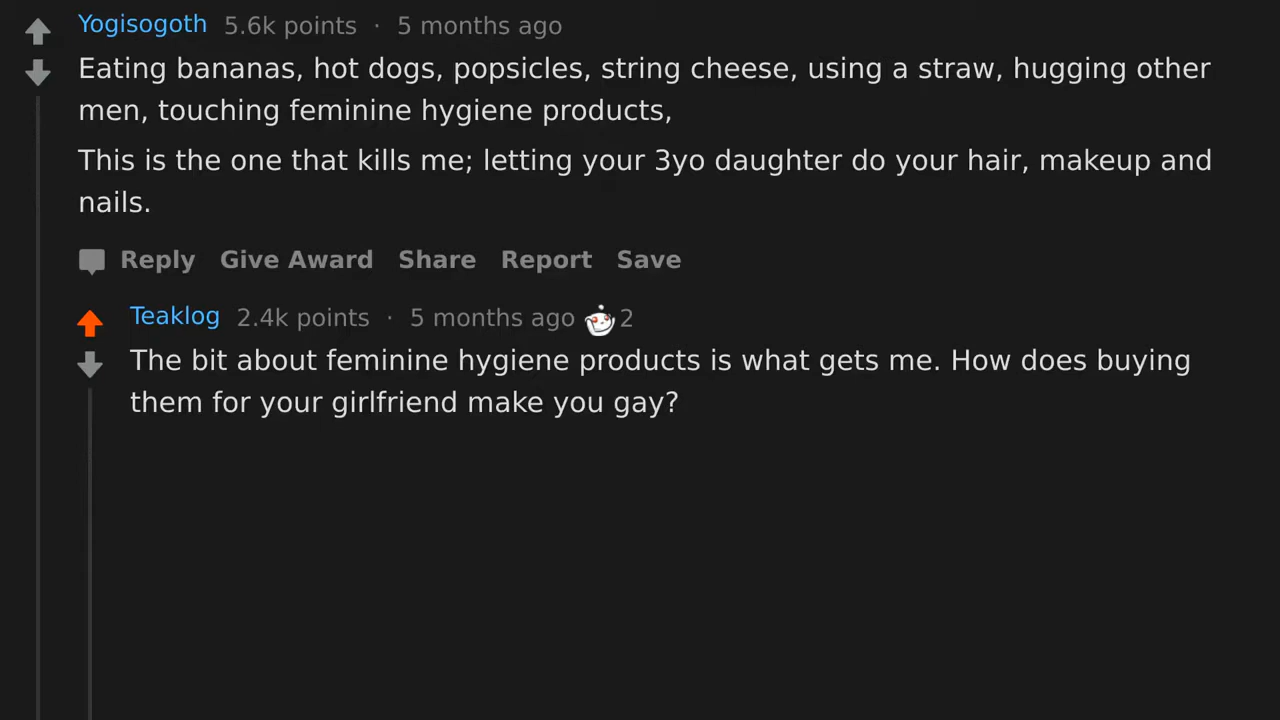 Yogisogoth 5.6k points · 5 months ago
Eating bananas, hot dogs, popsicles, string cheese, using a straw, hugging other
men, touching feminine hygiene products,
This is the one that kills me; letting your 3yo daughter do your hair, makeup and
nails.
Reply Give Award Share Report Save
Teaklog 2.4k points · 5 months ago 2
The bit about feminine hygiene products is what gets me. How does buying
them for your girlfriend make you gay?